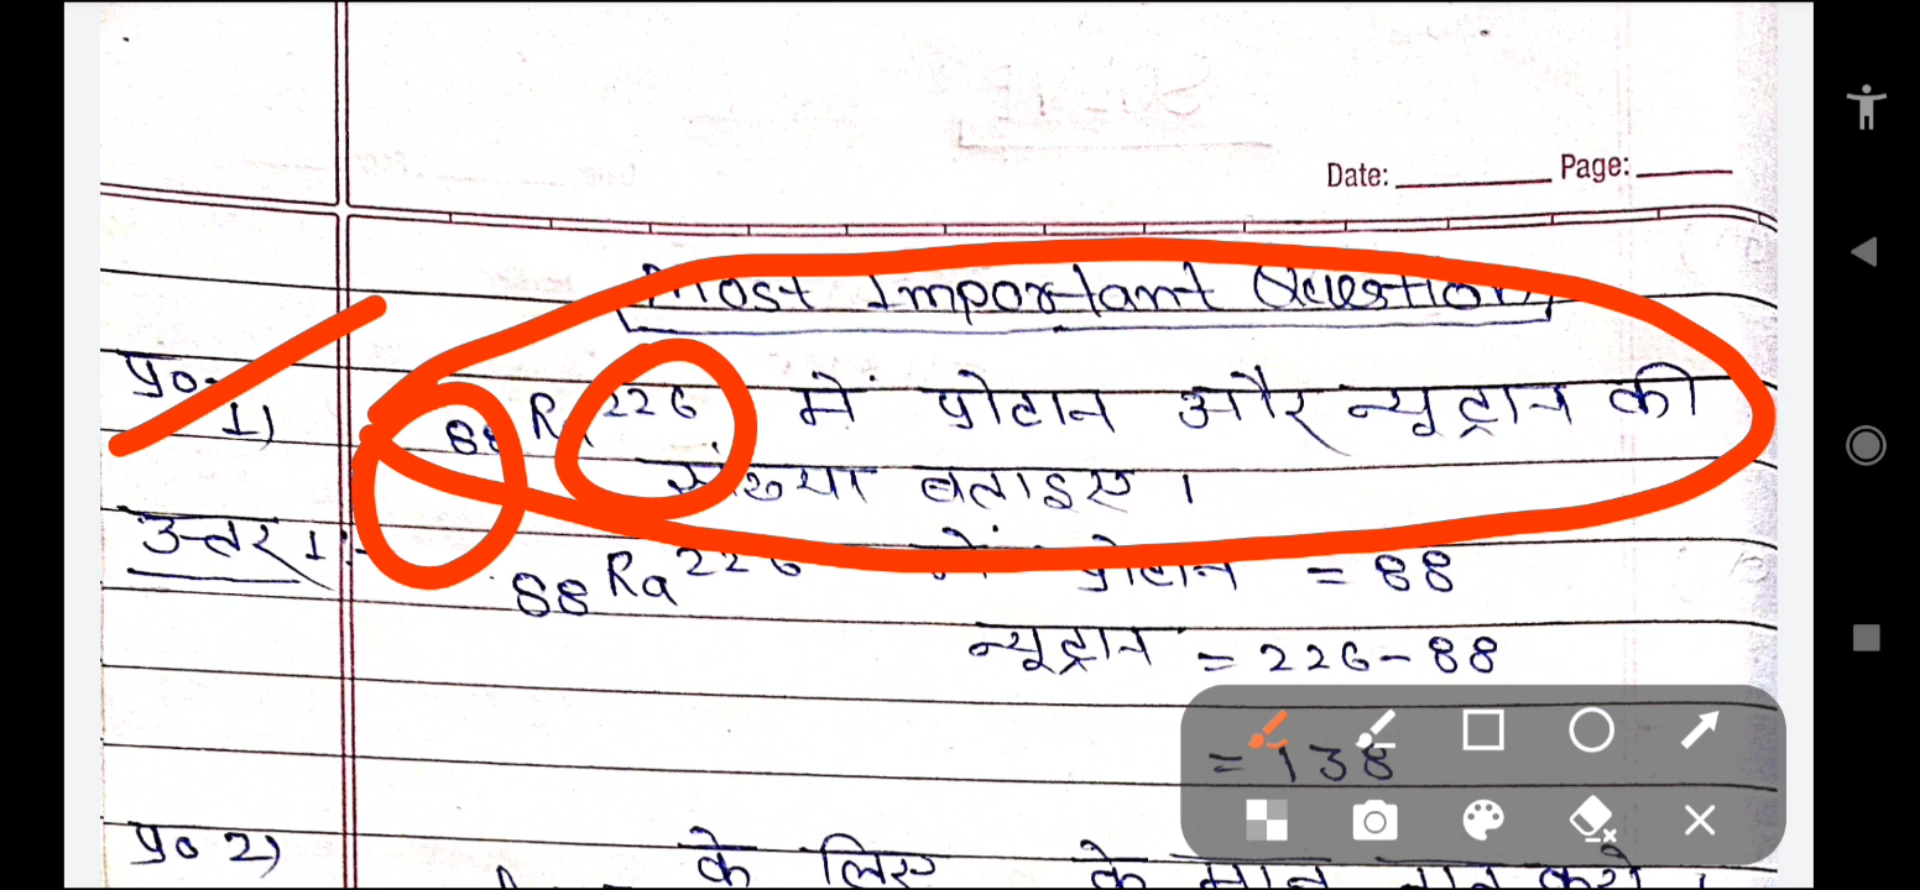 Date: Page:
Most Important Question
प्र० 1) 88Ra226 में प्रोटान और न्यूट्रान की
संख्या बताइए ।
उत्तर 1:- 88Ra226 में प्रोटान = 88
न्यूट्रान = 226-88
= 138
प्र० 2) के लिए के मान